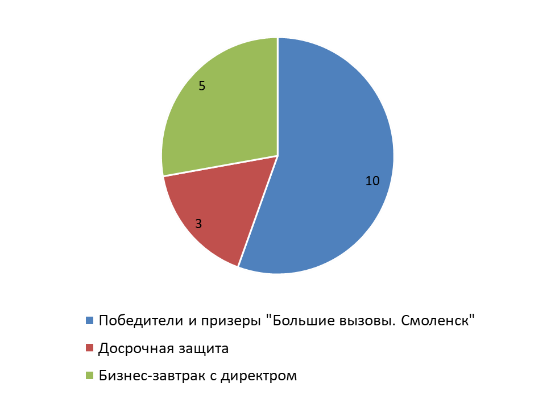 5
10
3
Победители и призеры "Большие вызовы. Смоленск"
Досрочная защита
Бизнес-завтрак с директром